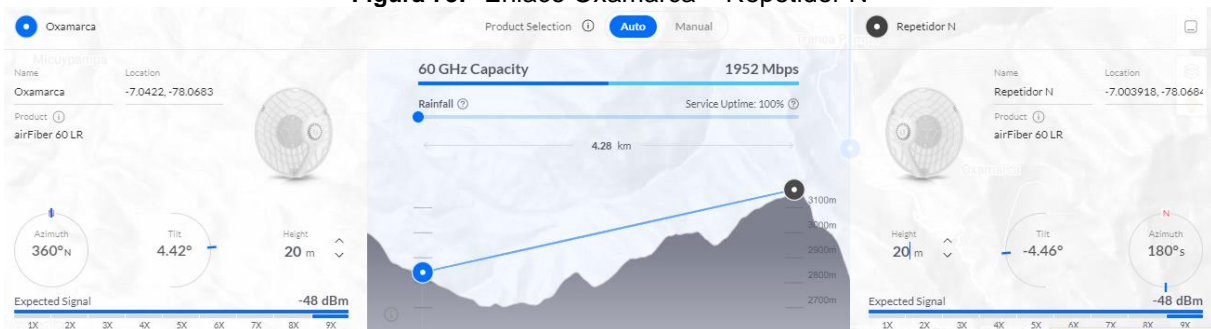 Figura 75. Enlace Oxamarca – Repetidor N
Oxamarca
Product Selection
Auto
Manual
Repetidor N
Name
Location
Oxamarca
-7.0422, -78.0683
Product
airFiber 60 LR
Azimuth
360°N
Tilt
4.42°
Height
20 m
Expected Signal
-48 dBm
1X 2X 3X 4X 5X 6X 7X 8X 9X
60 GHz Capacity
1952 Mbps
Rainfall
Service Uptime: 100%
4.28 km
3100m
3000m
2900m
2800m
2700m
Name
Location
Repetidor N
-7.003918, -78.0684
Product
airFiber 60 LR
Height
20 m
Tilt
-4.46°
N
Azimuth
180°S
Expected Signal
-48 dBm
1X 2X 3X 4X 5X 6X 7X 8X 9X